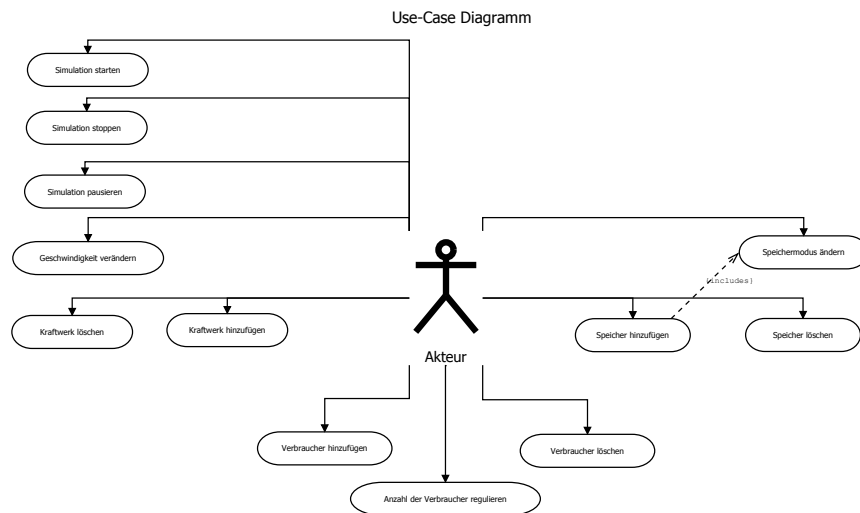 Use-Case Diagramm
Simulation starten
Simulation stoppen
Simulation pausieren
Geschwindigkeit verändern
Speichermodus ändern
{includes}
Kraftwerk löschen
Kraftwerk hinzufügen
Speicher hinzufügen
Speicher löschen
Akteur
Verbraucher hinzufügen
Verbraucher löschen
Anzahl der Verbraucher regulieren